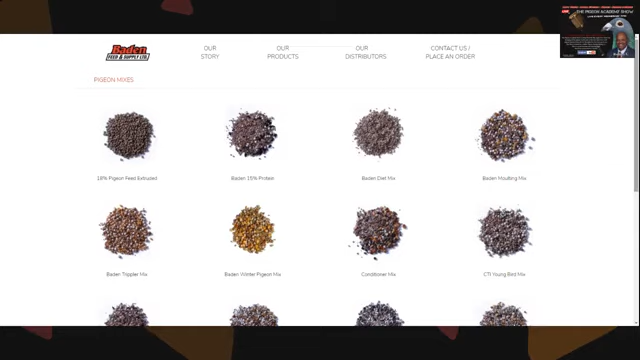 THE PIGEON ACADEMY SHOW
Baden
FEED & SUPPLY LTD.
OUR
STORY
OUR
PRODUCTS
OUR
DISTRIBUTORS
CONTACT US /
PLACE AN ORDER
PIGEON MIXES
18% Pigeon Feed Extruded
Baden 15% Protein
Baden Diet Mix
Baden Moulting Mix
Baden Trippler Mix
Baden Winter Pigeon Mix
Conditioner Mix
CTI Young Bird Mix